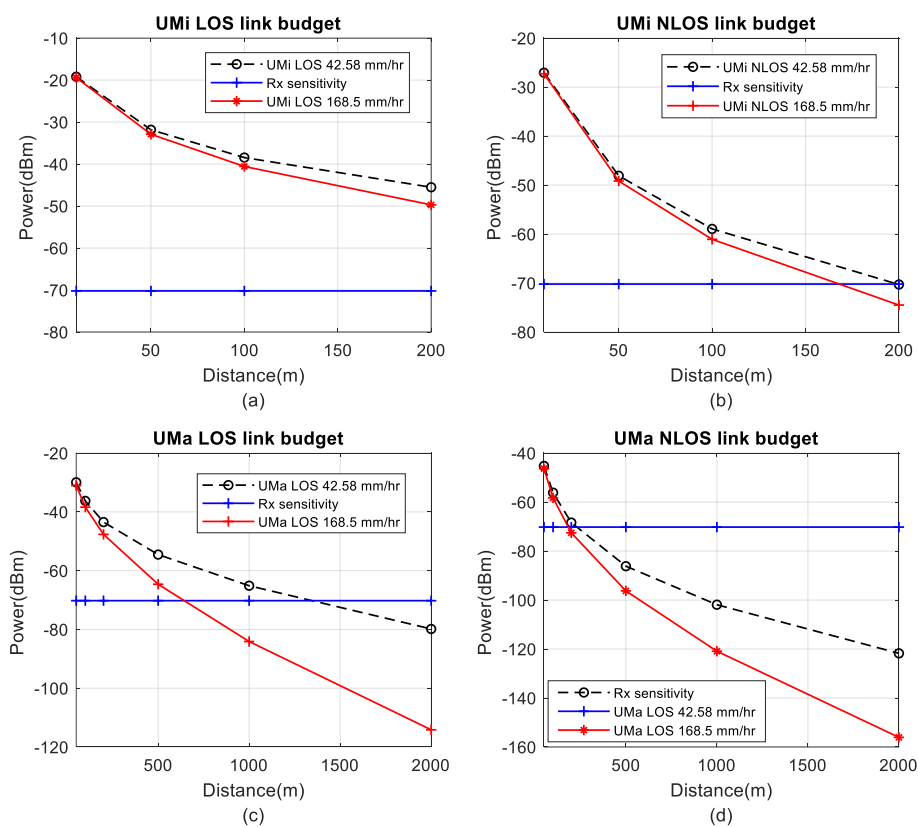 UMi LOS link budget
-10
-20
-30
-40
-50
-60
-70
-80
Power(dBm)
UMi LOS 42.58 mm/hr
Rx sensitivity
UMi LOS 168.5 mm/hr
50
100
150
200
Distance(m)
(a)
UMi NLOS link budget
-20
-30
-40
-50
-60
-70
-80
Power(dBm)
UMi NLOS 42.58 mm/hr
Rx sensitivity
UMi NLOS 168.5 mm/hr
50
100
150
200
Distance(m)
(b)
UMa LOS link budget
-20
-40
-60
-80
-100
-120
Power(dBm)
UMa LOS 42.58 mm/hr
Rx sensitivity
UMa LOS 168.5 mm/hr
500
1000
1500
2000
Distance(m)
(c)
UMa NLOS link budget
-40
-60
-80
-100
-120
-140
-160
Power(dBm)
Rx sensitivity
UMa LOS 42.58 mm/hr
UMa LOS 168.5 mm/hr
500
1000
1500
2000
Distance(m)
(d)